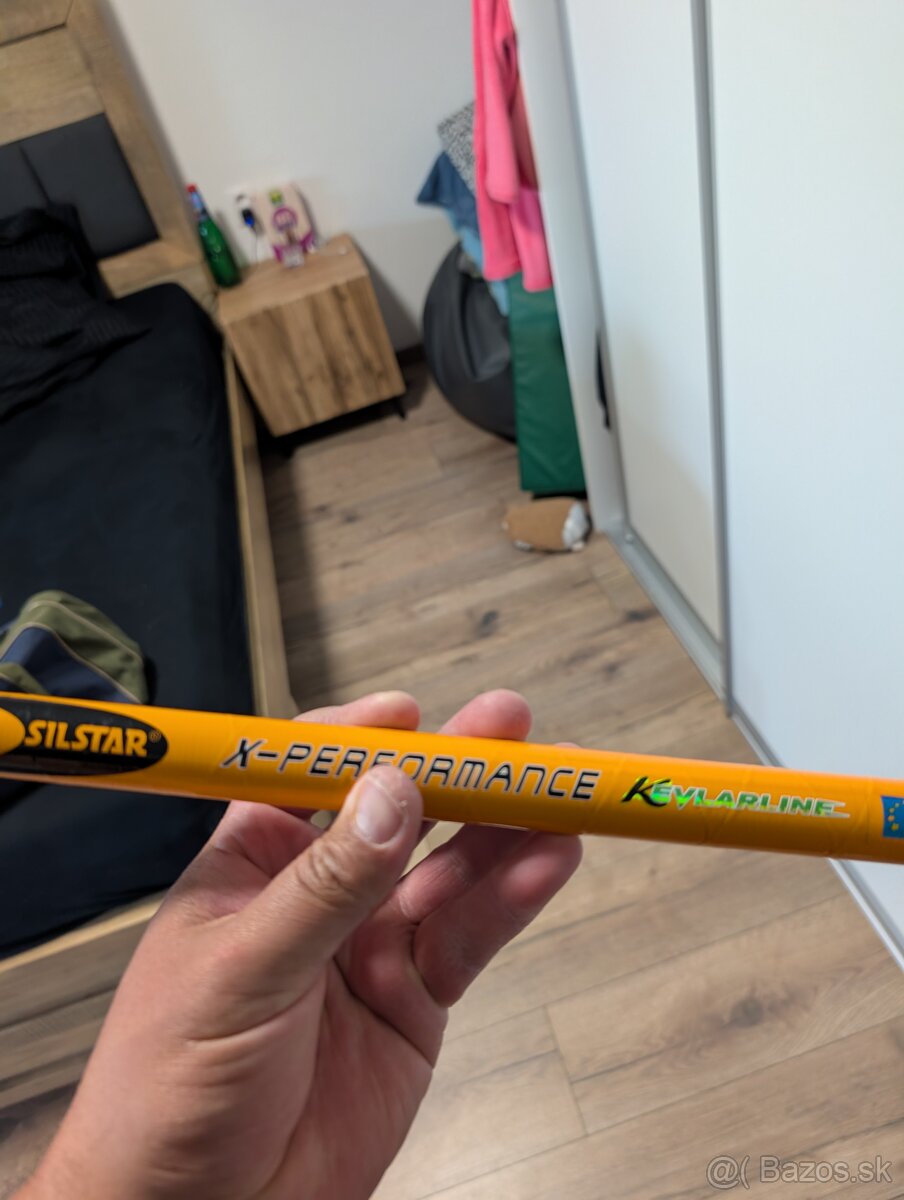 SILSTAR®
X-PERFORMANCE
KEVLARLINE
@( Bazos.sk